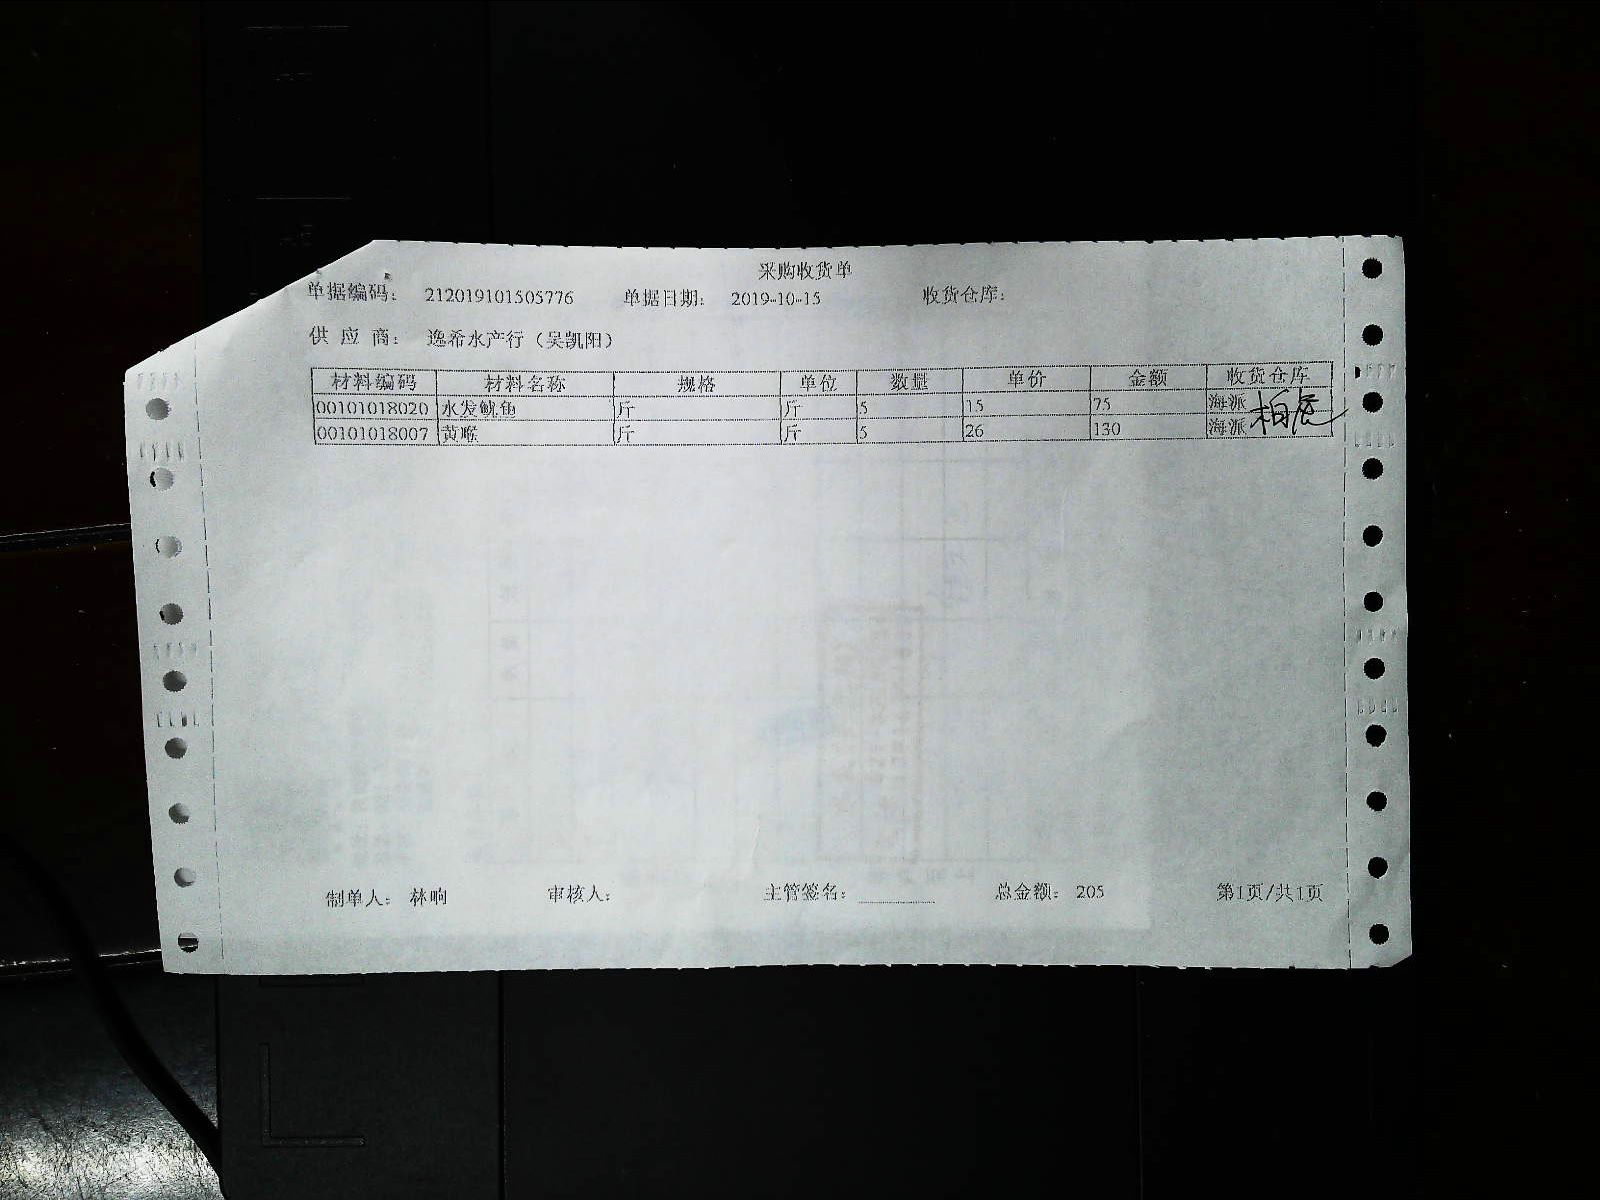 采购收货单
单据编码: 212019101505776 单据日期: 2019-10-15 收货仓库:
供应商: 逸希水产行（吴凯阳）
材料编码 材料名称 规格 单位 数量 单价 金额 收货仓库
00101018020 水发鱿鱼 斤 斤 5 15 75 海派
00101018007 黄喉 斤 斤 5 26 130 海派
制单人: 林响 审核人: 主管签名: 总金额: 205 第1页/共1页